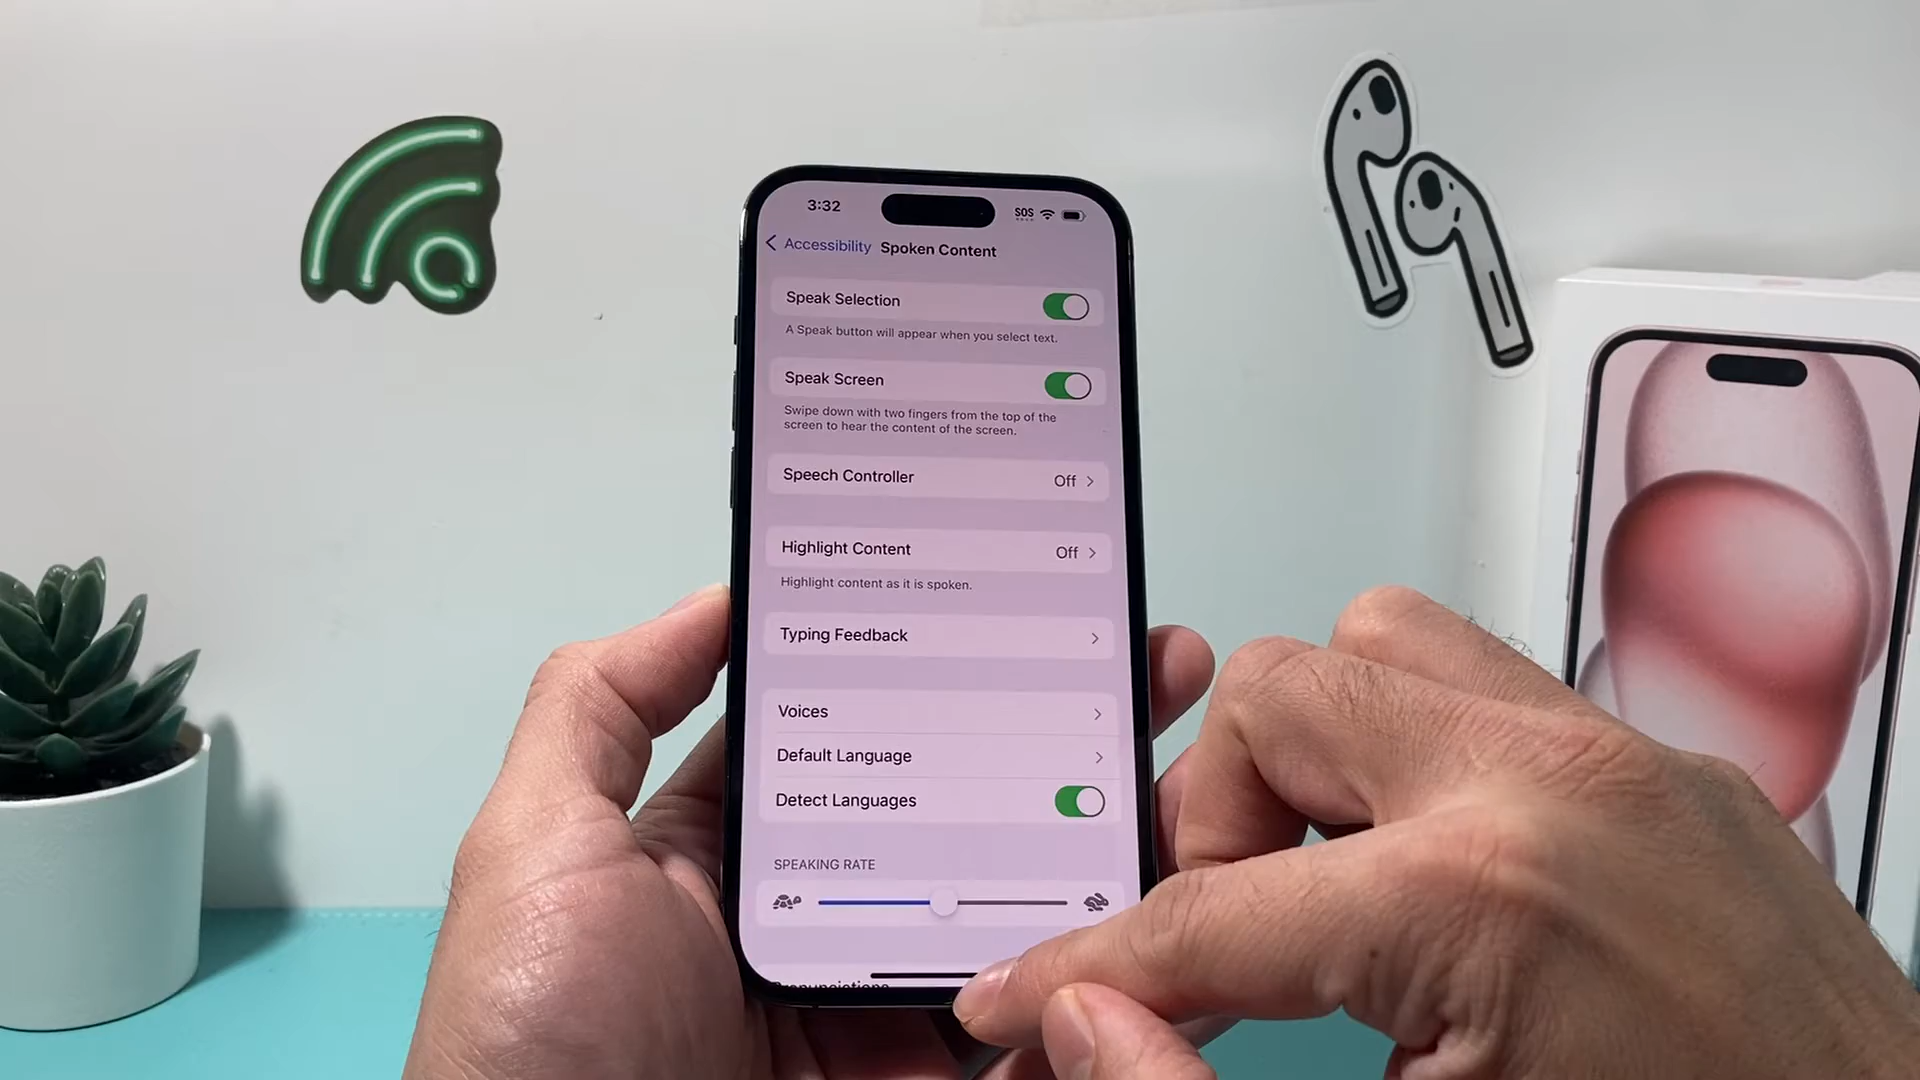 3:32
SOS
Accessibility
Spoken Content
Speak Selection
A Speak button will appear when you select text.
Speak Screen
Swipe down with two fingers from the top of the
screen to hear the content of the screen.
Speech Controller
Off
Highlight Content
Off
Highlight content as it is spoken.
Typing Feedback
Voices
Default Language
Detect Languages
SPEAKING RATE
Pronunciations